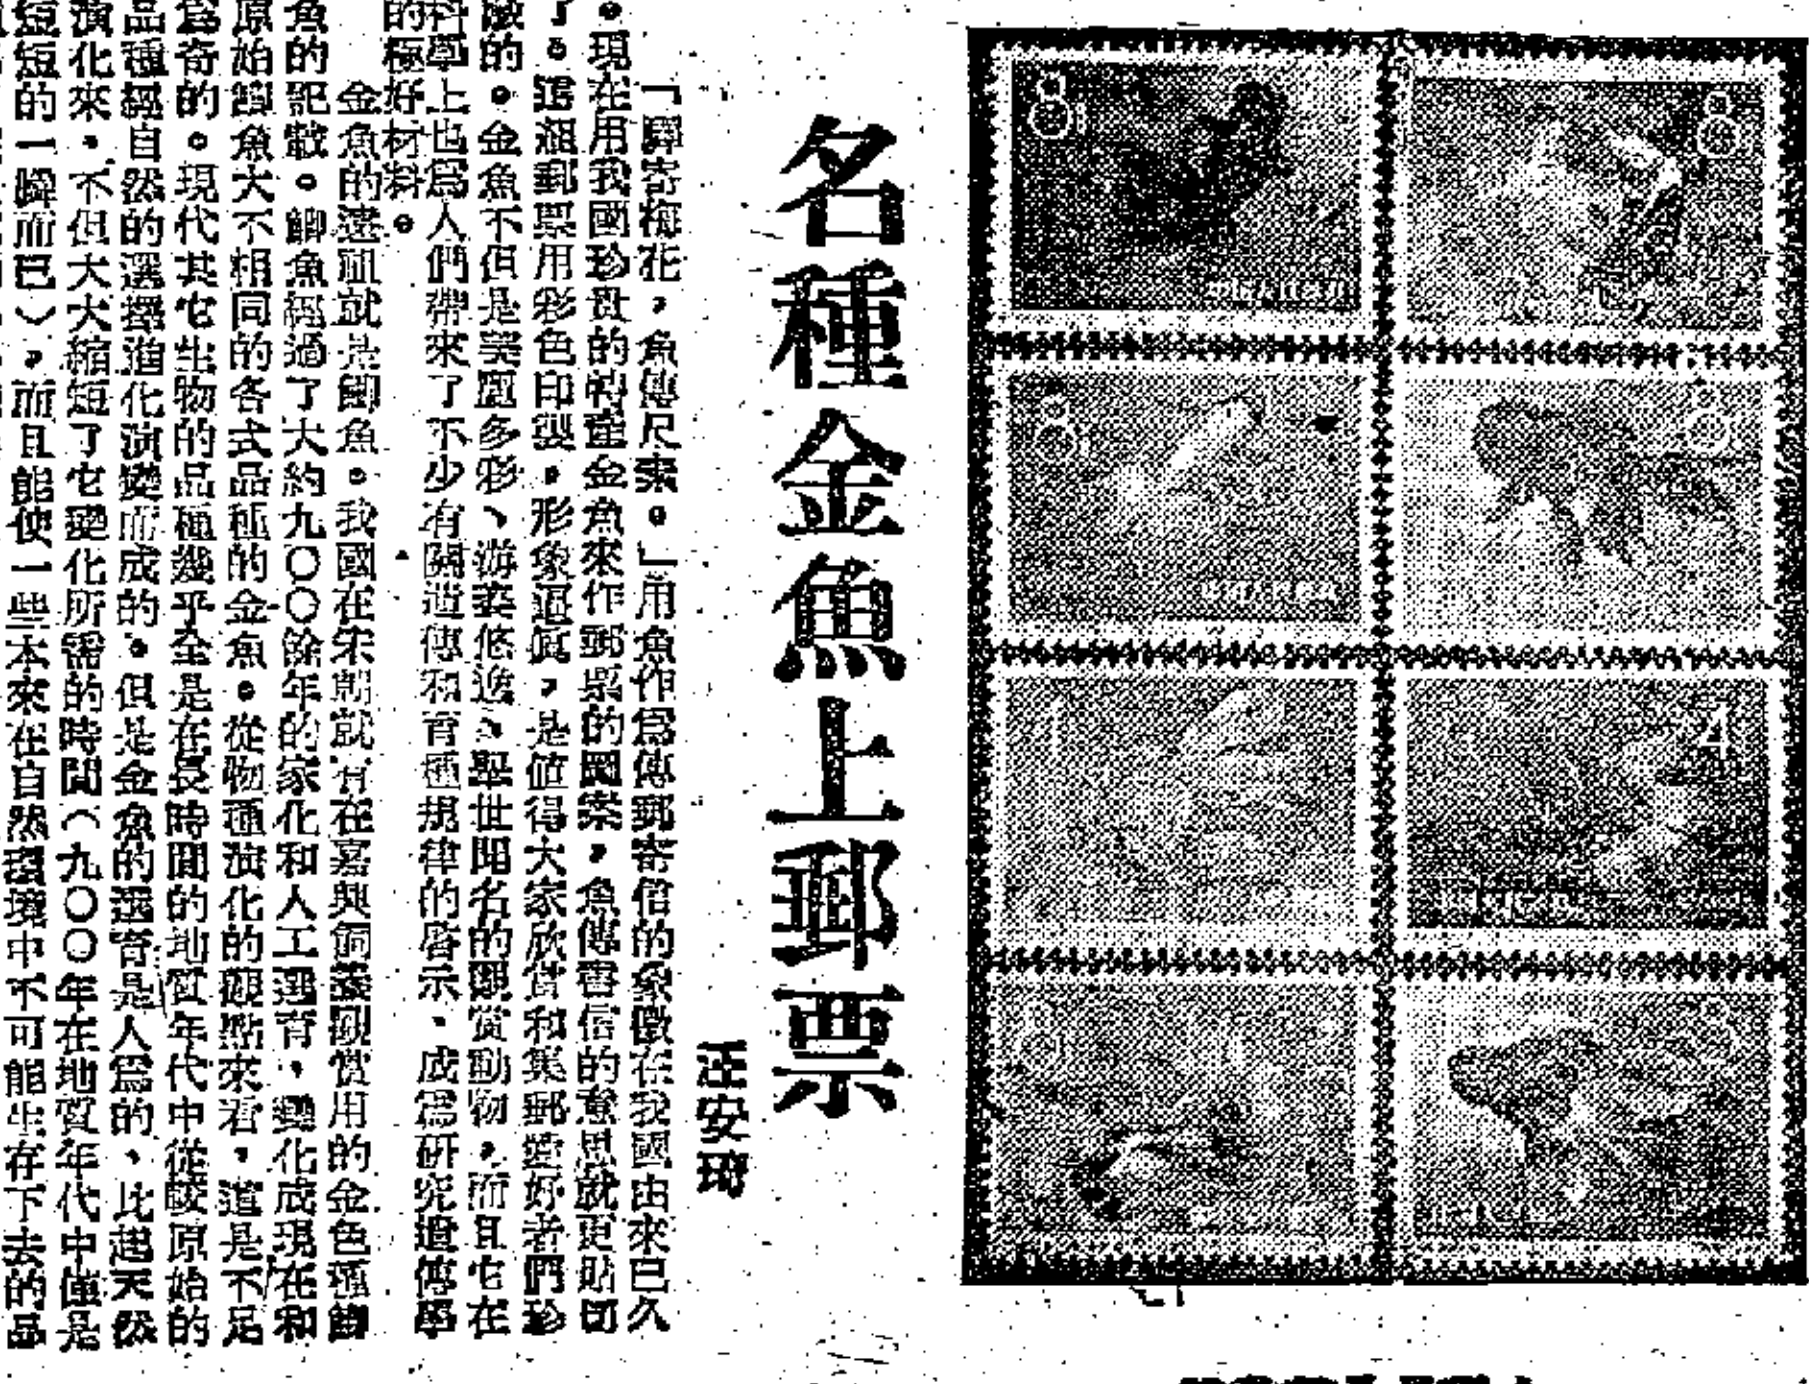 名種金魚上郵票
汪安琦
「驛寄梅花，魚傳尺素。」用魚作爲傳郵寄信的象徵在我國由來已久
。現在用我國珍貴的特產金魚來作郵票的圖案，魚傳書信的意思就更貼切
了。這組郵票用彩色印製，形象逼眞，是値得大家欣賞和集郵愛好者們珍
藏的。金魚不但是美麗多彩、游姿悠逸、舉世聞名的觀賞動物，而且它在
科學上也爲人們帶來了不少有關遺傳和育種規律的啓示，成爲研究遺傳學
的極好材料。
金魚的遠祖就是鯽魚。我國在宋朝就有在嘉興飼養觀賞用的金色種鯽
魚的記載。鯽魚經過了大約九〇〇餘年的家化和人工選育，變化成現在和
原始鯽魚大不相同的各式品種的金魚。從物種演化的觀點來看，這是不足
爲奇的。現代其它生物的品種幾乎全是在長時間的地質年代中從較原始的
品種經自然的選擇進化演變而成的。但是金魚的選育是人爲的，比起天然
演化來，不但大大縮短了它變化所需的時間（九〇〇年在地質年代中僅是
短短的一瞬而已），而且能使一些本來在自然環境中不可能生存下去的品
8
8
8
4